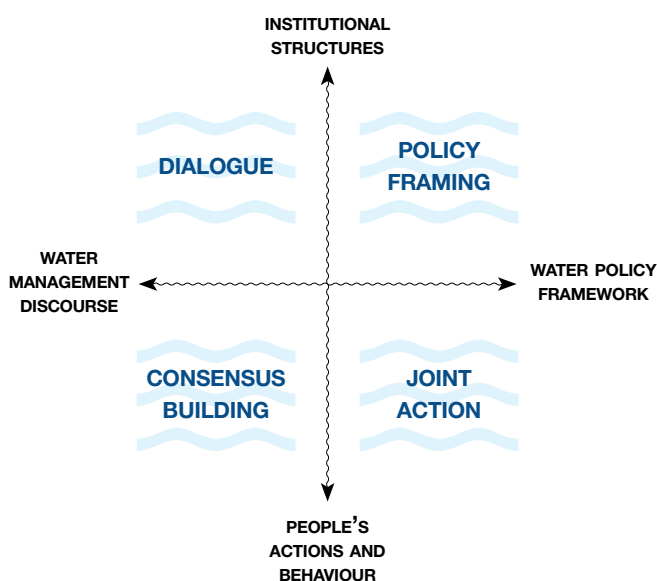 INSTITUTIONAL
STRUCTURES
DIALOGUE
POLICY
FRAMING
WATER
MANAGEMENT
DISCOURSE
WATER POLICY
FRAMEWORK
CONSENSUS
BUILDING
JOINT
ACTION
PEOPLE'S
ACTIONS AND
BEHAVIOUR